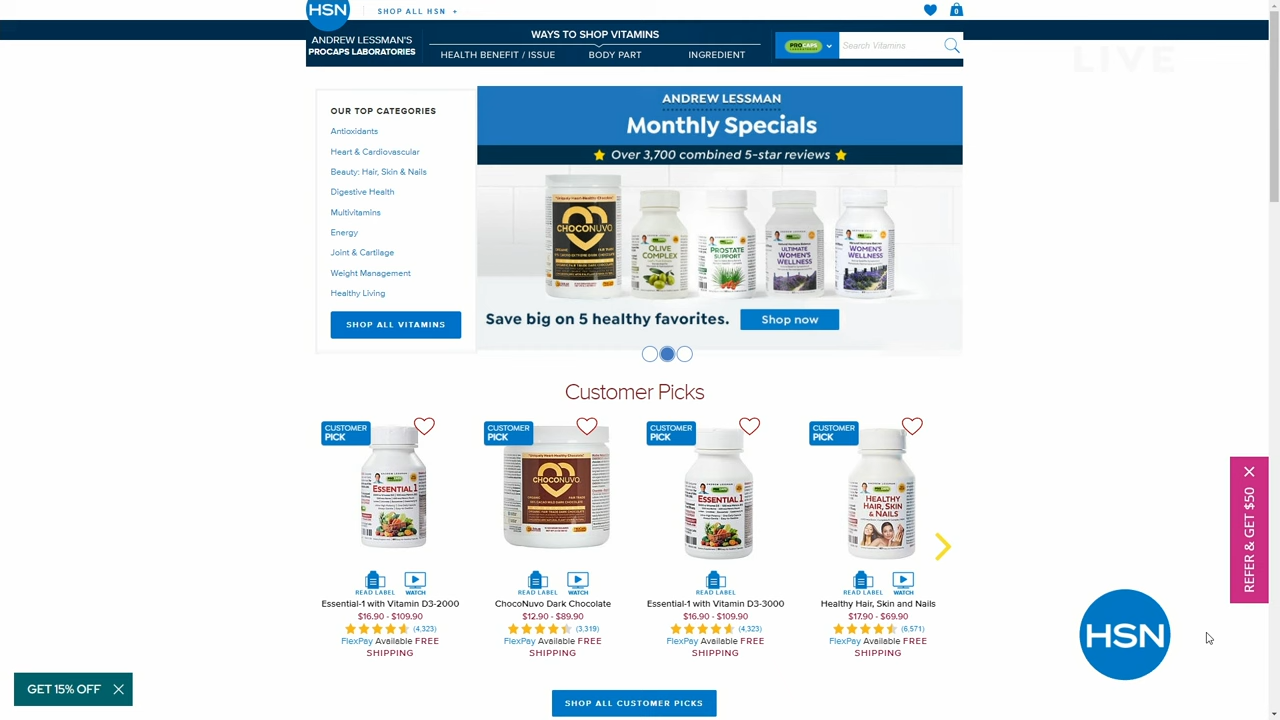 HSN
SHOP ALL HSN +
0
ANDREW LESSMAN'S
PROCAPS LABORATORIES
WAYS TO SHOP VITAMINS
HEALTH BENEFIT / ISSUE
BODY PART
INGREDIENT
PROCAPS
Search Vitamins
LIVE
OUR TOP CATEGORIES
Antioxidants
Heart & Cardiovascular
Beauty: Hair, Skin & Nails
Digestive Health
Multivitamins
Energy
Joint & Cartilage
Weight Management
Healthy Living
SHOP ALL VITAMINS
ANDREW LESSMAN
Monthly Specials
Over 3,700 combined 5-star reviews
CHOCONUVO
OLIVE
COMPLEX
PROSTATE
SUPPORT
ULTIMATE
WOMEN'S
WELLNESS
WOMEN'S
WELLNESS
Save big on 5 healthy favorites.
Shop now
Customer Picks
CUSTOMER
PICK
ESSENTIAL 1
READ LABEL
WATCH
Essential-1 with Vitamin D3-2000
$16.90 - $109.90
(4,323)
FlexPay Available FREE
SHIPPING
CUSTOMER
PICK
CHOCONUVO
READ LABEL
WATCH
ChocoNuvo Dark Chocolate
$12.90 - $89.90
(3,319)
FlexPay Available FREE
SHIPPING
CUSTOMER
PICK
ESSENTIAL 1
READ LABEL
Essential-1 with Vitamin D3-3000
$16.90 - $109.90
(4,323)
FlexPay Available FREE
SHIPPING
CUSTOMER
PICK
HEALTHY
HAIR, SKIN
& NAILS
READ LABEL
WATCH
Healthy Hair, Skin and Nails
$17.90 - $69.90
(6,571)
FlexPay Available FREE
SHIPPING
REFER & GET $50
HSN
GET 15% OFF
SHOP ALL CUSTOMER PICKS